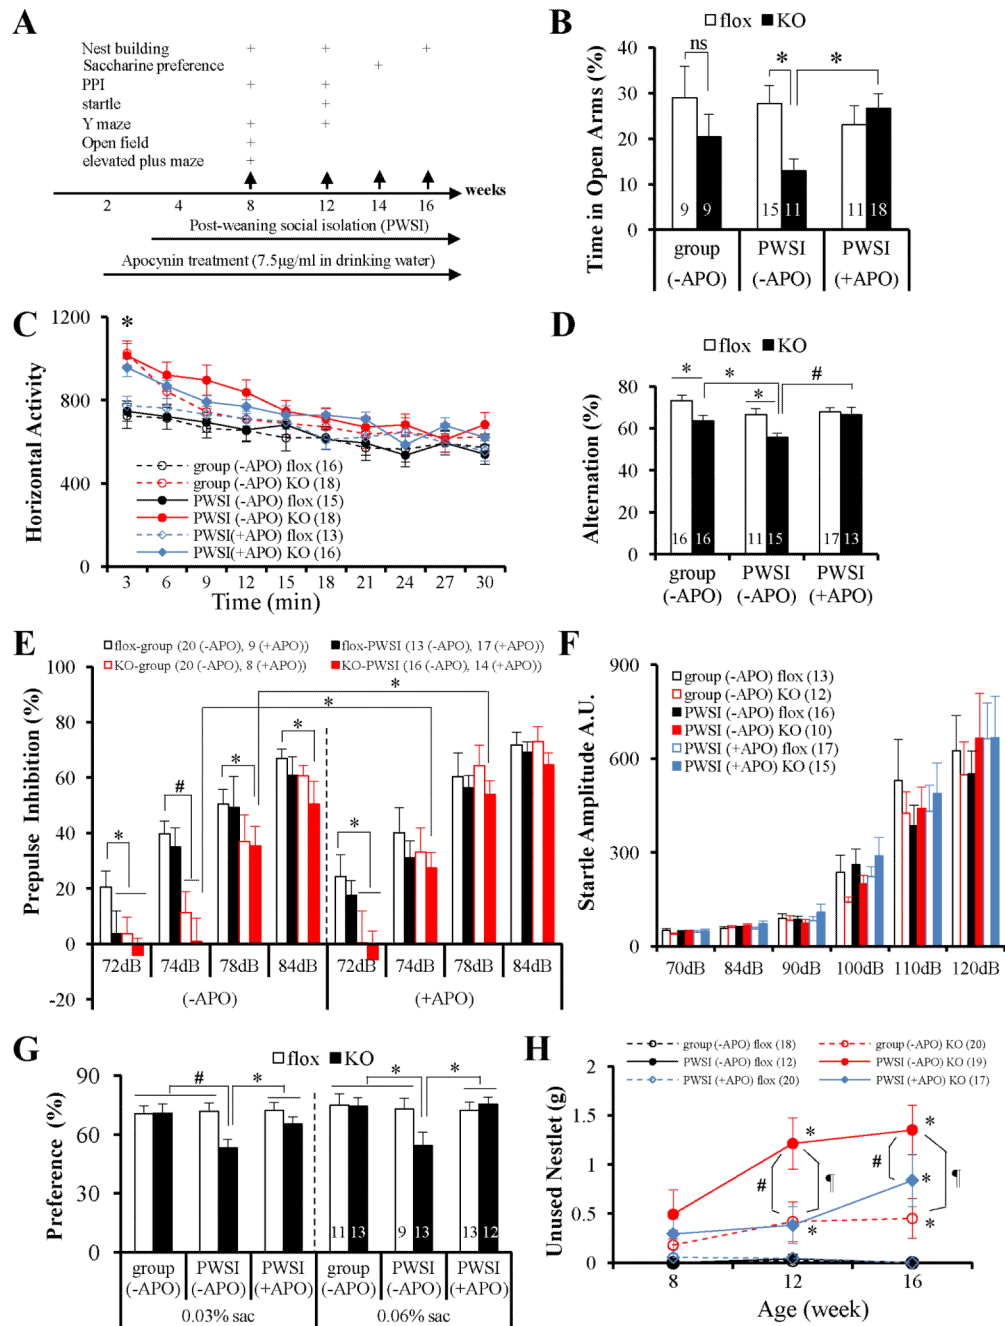 A
Nest building + + +
Saccharine preference +
PPI + +
startle +
Y maze + +
Open field +
elevated plus maze +
weeks
2 4 8 12 14 16
Post-weaning social isolation (PWSI)
Apocynin treatment (7.5µg/ml in drinking water)
B
flox KO
Time in Open Arms (%)
40
30
20
10
0
ns * *
9 9 15 11 11 18
group PWSI PWSI
(-APO) (-APO) (+APO)
C
Horizontal Activity
1200
800
400
0
*
group (-APO) flox (16)
group (-APO) KO (18)
PWSI (-APO) flox (15)
PWSI (-APO) KO (18)
PWSI(+APO) flox (13)
PWSI(+APO) KO (16)
3 6 9 12 15 18 21 24 27 30
Time (min)
D
flox KO
Alternation (%)
80
60
40
20
0
* * * #
16 16 11 15 17 13
group PWSI PWSI
(-APO) (-APO) (+APO)
E
flox-group (20 (-APO), 9 (+APO)) flox-PWSI (13 (-APO), 17 (+APO))
KO-group (20 (-APO), 8 (+APO)) KO-PWSI (16 (-APO), 14 (+APO))
Prepulse Inhibition (%)
100
80
60
40
20
0
-20
* # * * * * *
72dB 74dB 78dB 84dB 72dB 74dB 78dB 84dB
(-APO) (+APO)
F
Startle Amplitude A.U.
900
600
300
0
group (-APO) flox (13)
group (-APO) KO (12)
PWSI (-APO) flox (16)
PWSI (-APO) KO (10)
PWSI (+APO) flox (17)
PWSI (+APO) KO (15)
70dB 84dB 90dB 100dB 110dB 120dB
G
flox KO
Preference (%)
90
60
30
0
# * * *
11 13 9 13 13 12
group PWSI PWSI group PWSI PWSI
(-APO) (-APO) (+APO) (-APO) (-APO) (+APO)
0.03% sac 0.06% sac
H
group (-APO) flox (18) group (-APO) KO (20)
PWSI (-APO) flox (12) PWSI (-APO) KO (19)
PWSI (+APO) flox (20) PWSI (+APO) KO (17)
Unused Nestlet (g)
2
1.5
1
0.5
0
* *
# ¶ # ¶
* * *
8 12 16
Age (week)